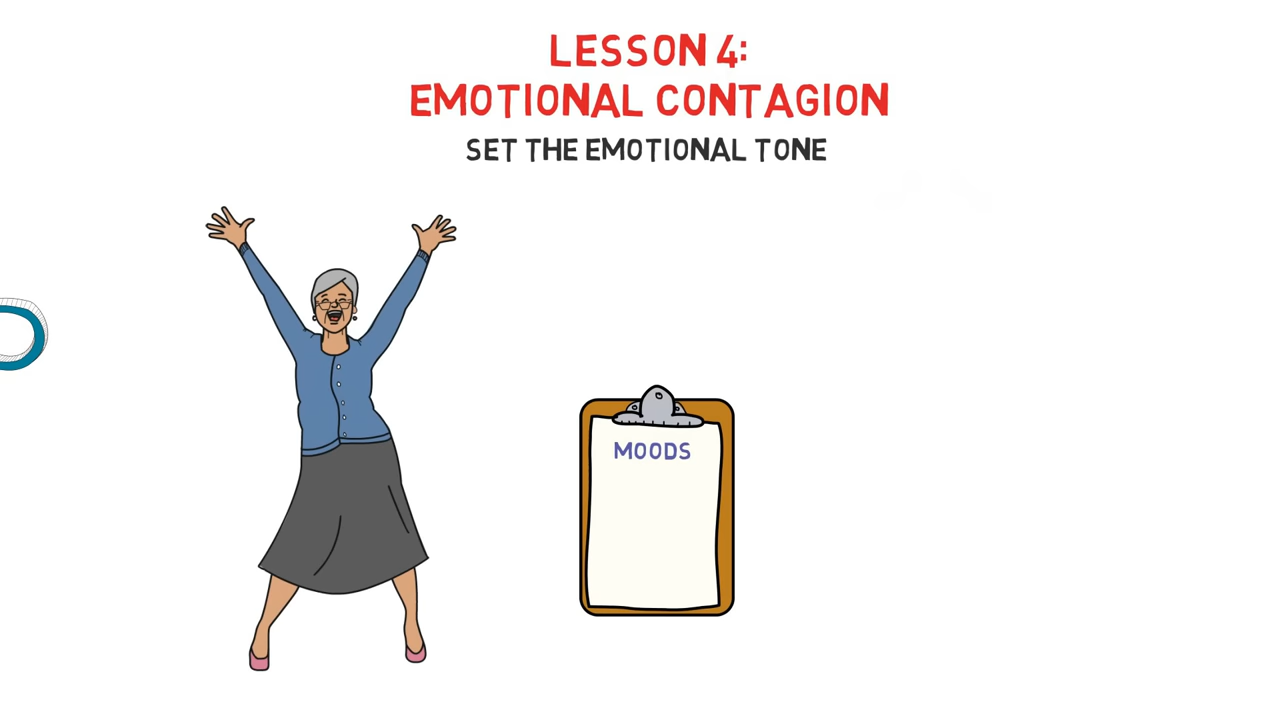 LESSON 4:
EMOTIONAL CONTAGION
SET THE EMOTIONAL TONE
MOODS